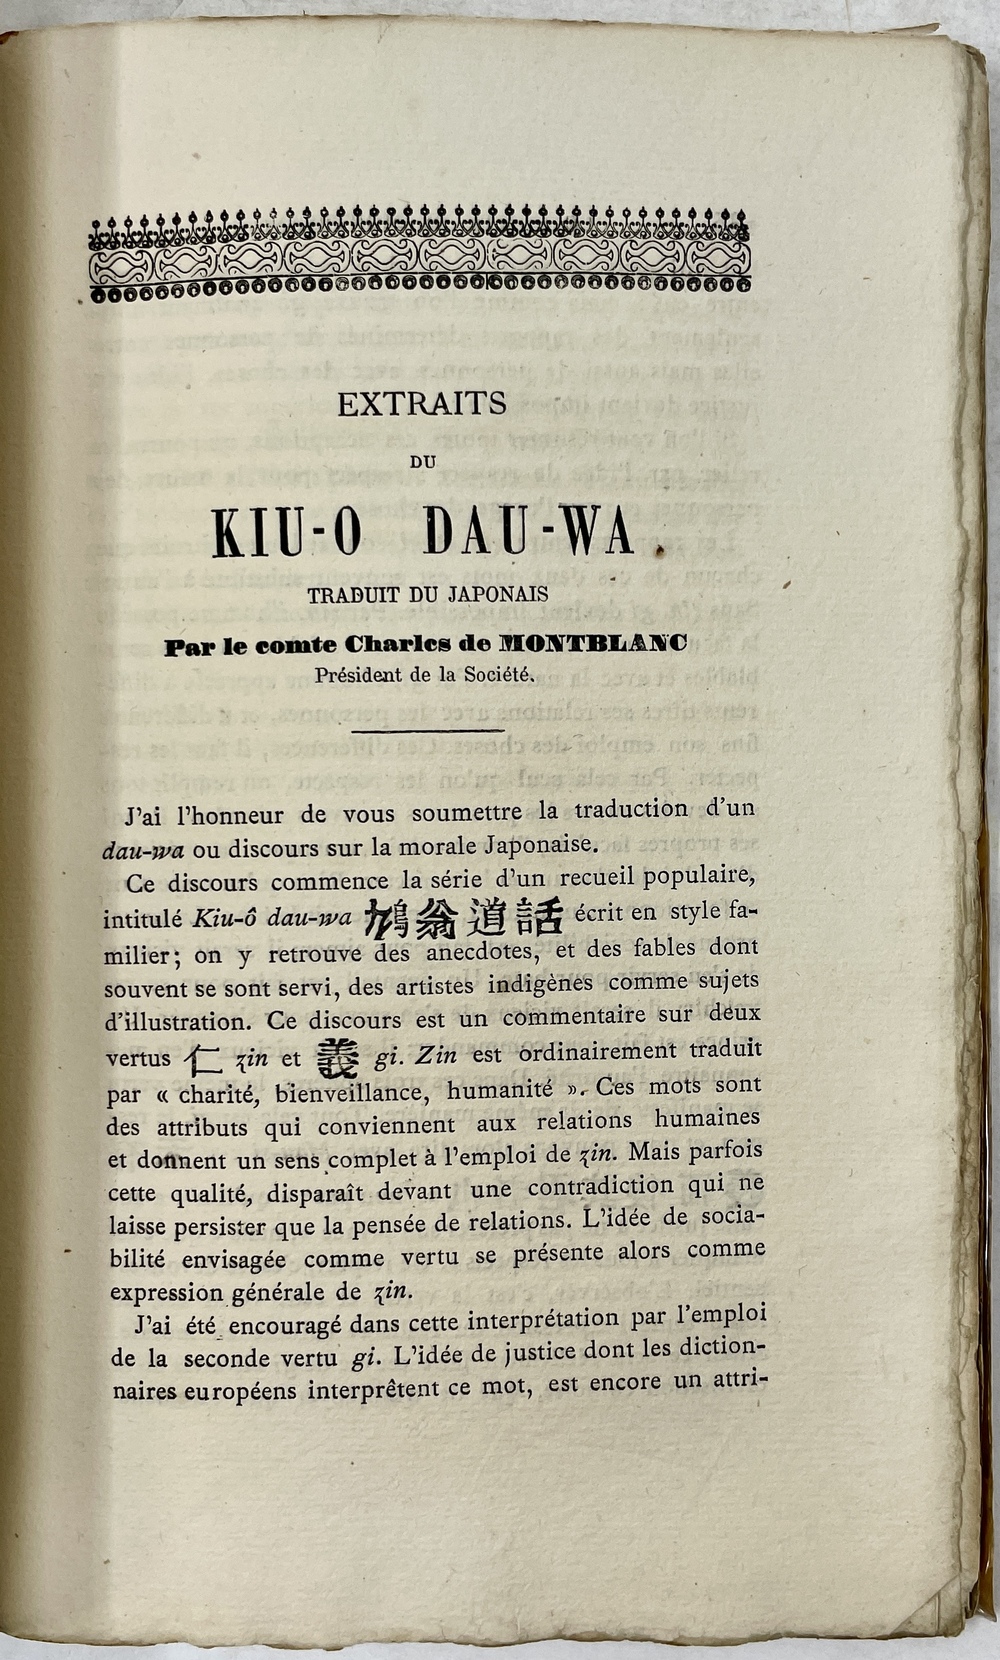 EXTRAITS
DU
KIU-O DAU-WA
TRADUIT DU JAPONAIS
Par le comte Charles de MONTBLANC
Président de la Société.
J'ai l'honneur de vous soumettre la traduction d'un
dau-wa ou discours sur la morale Japonaise.
Ce discours commence la série d'un recueil populaire,
intitulé Kiu-ô dau-wa 鳩翁道話 écrit en style fa-
milier; on y retrouve des anecdotes, et des fables dont
souvent se sont servi, des artistes indigènes comme sujets
d'illustration. Ce discours est un commentaire sur deux
vertus 仁 zin et 義 gi. Zin est ordinairement traduit
par « charité, bienveillance, humanité ». Ces mots sont
des attributs qui conviennent aux relations humaines
et donnent un sens complet à l'emploi de zin. Mais parfois
cette qualité, disparaît devant une contradiction qui ne
laisse persister que la pensée de relations. L'idée de socia-
bilité envisagée comme vertu se présente alors comme
expression générale de zin.
J'ai été encouragé dans cette interprétation par l'emploi
de la seconde vertu gi. L'idée de justice dont les diction-
naires européens interprêtent ce mot, est encore un attri-